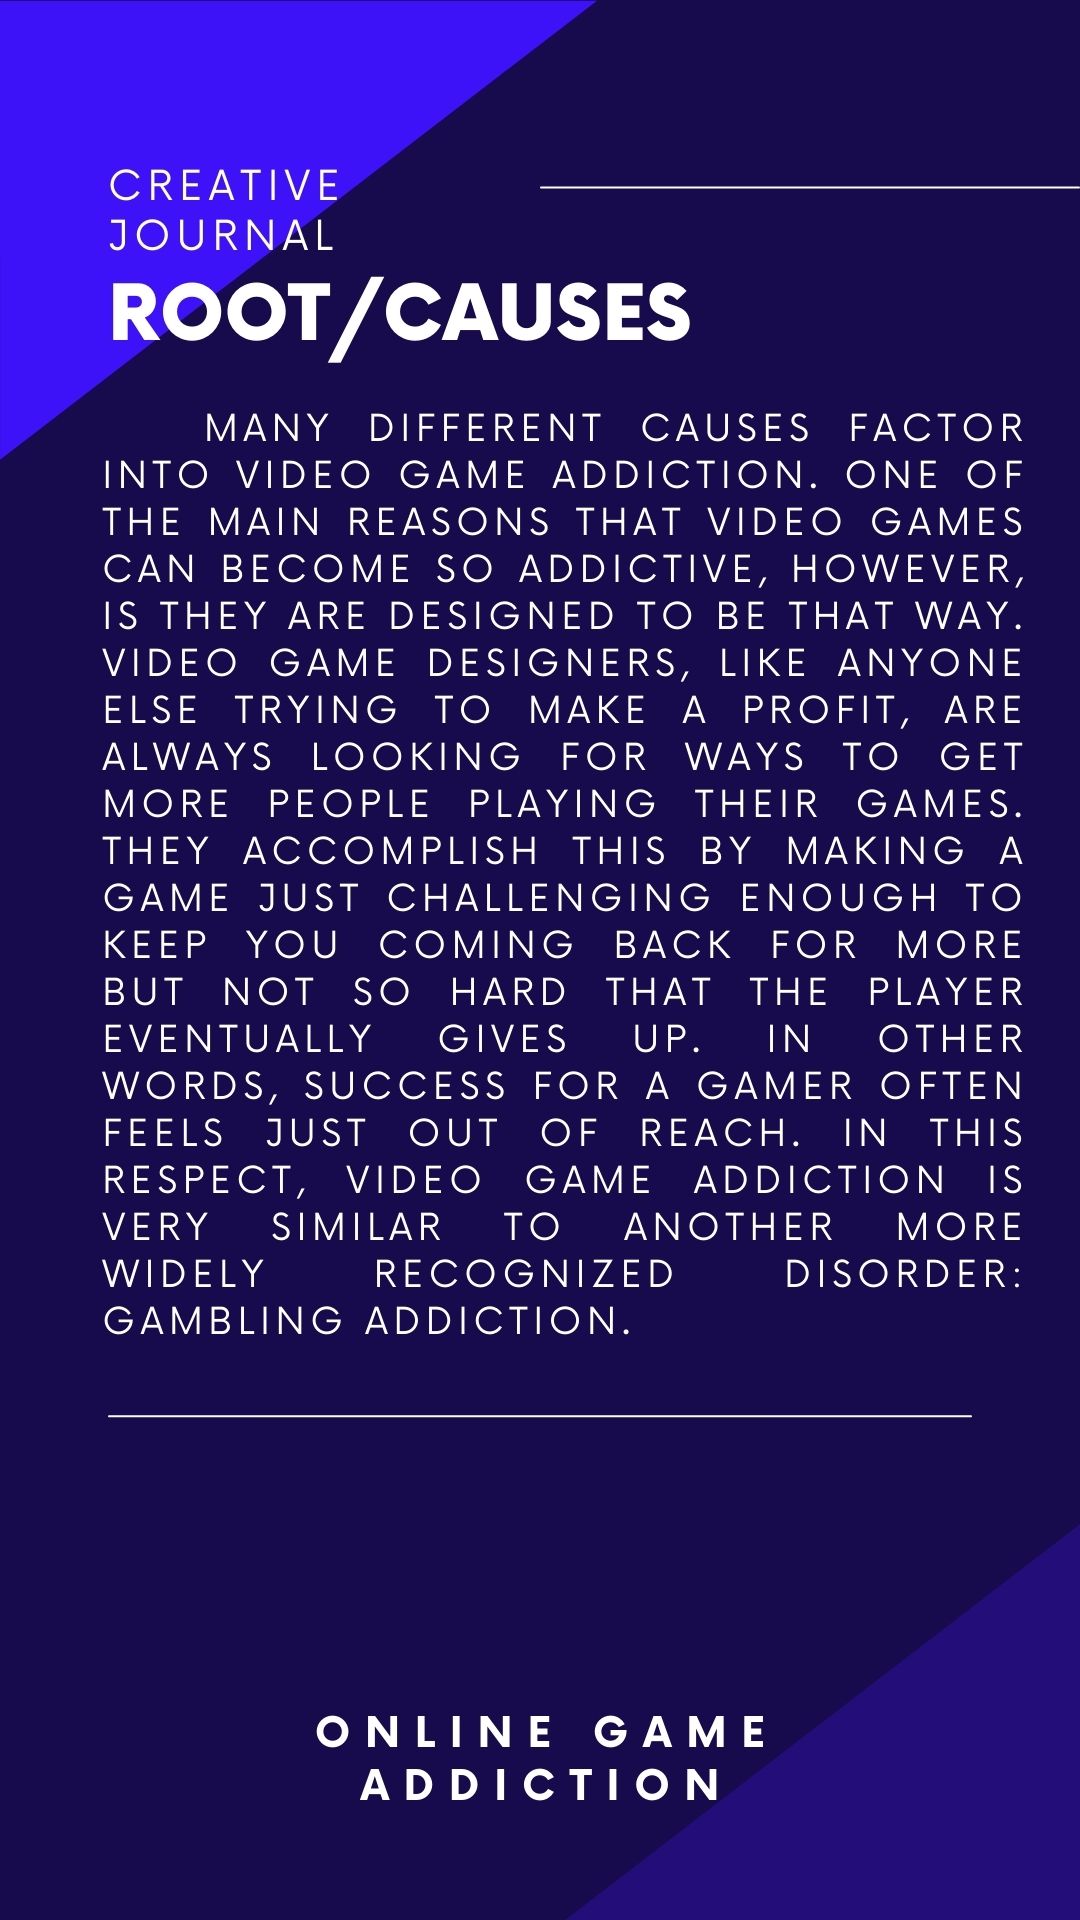 CREATIVE
JOURNAL
ROOT/CAUSES
MANY DIFFERENT CAUSES FACTOR
INTO VIDEO GAME ADDICTION. ONE OF
THE MAIN REASONS THAT VIDEO GAMES
CAN BECOME SO ADDICTIVE, HOWEVER,
IS THEY ARE DESIGNED TO BE THAT WAY.
VIDEO GAME DESIGNERS, LIKE ANYONE
ELSE TRYING TO MAKE A PROFIT, ARE
ALWAYS LOOKING FOR WAYS TO GET
MORE PEOPLE PLAYING THEIR GAMES.
THEY ACCOMPLISH THIS BY MAKING A
GAME JUST CHALLENGING ENOUGH TO
KEEP YOU COMING BACK FOR MORE
BUT NOT SO HARD THAT THE PLAYER
EVENTUALLY GIVES UP. IN OTHER
WORDS, SUCCESS FOR A GAMER OFTEN
FEELS JUST OUT OF REACH. IN THIS
RESPECT, VIDEO GAME ADDICTION IS
VERY SIMILAR TO ANOTHER MORE
WIDELY RECOGNIZED DISORDER:
GAMBLING ADDICTION.
ONLINE GAME
ADDICTION